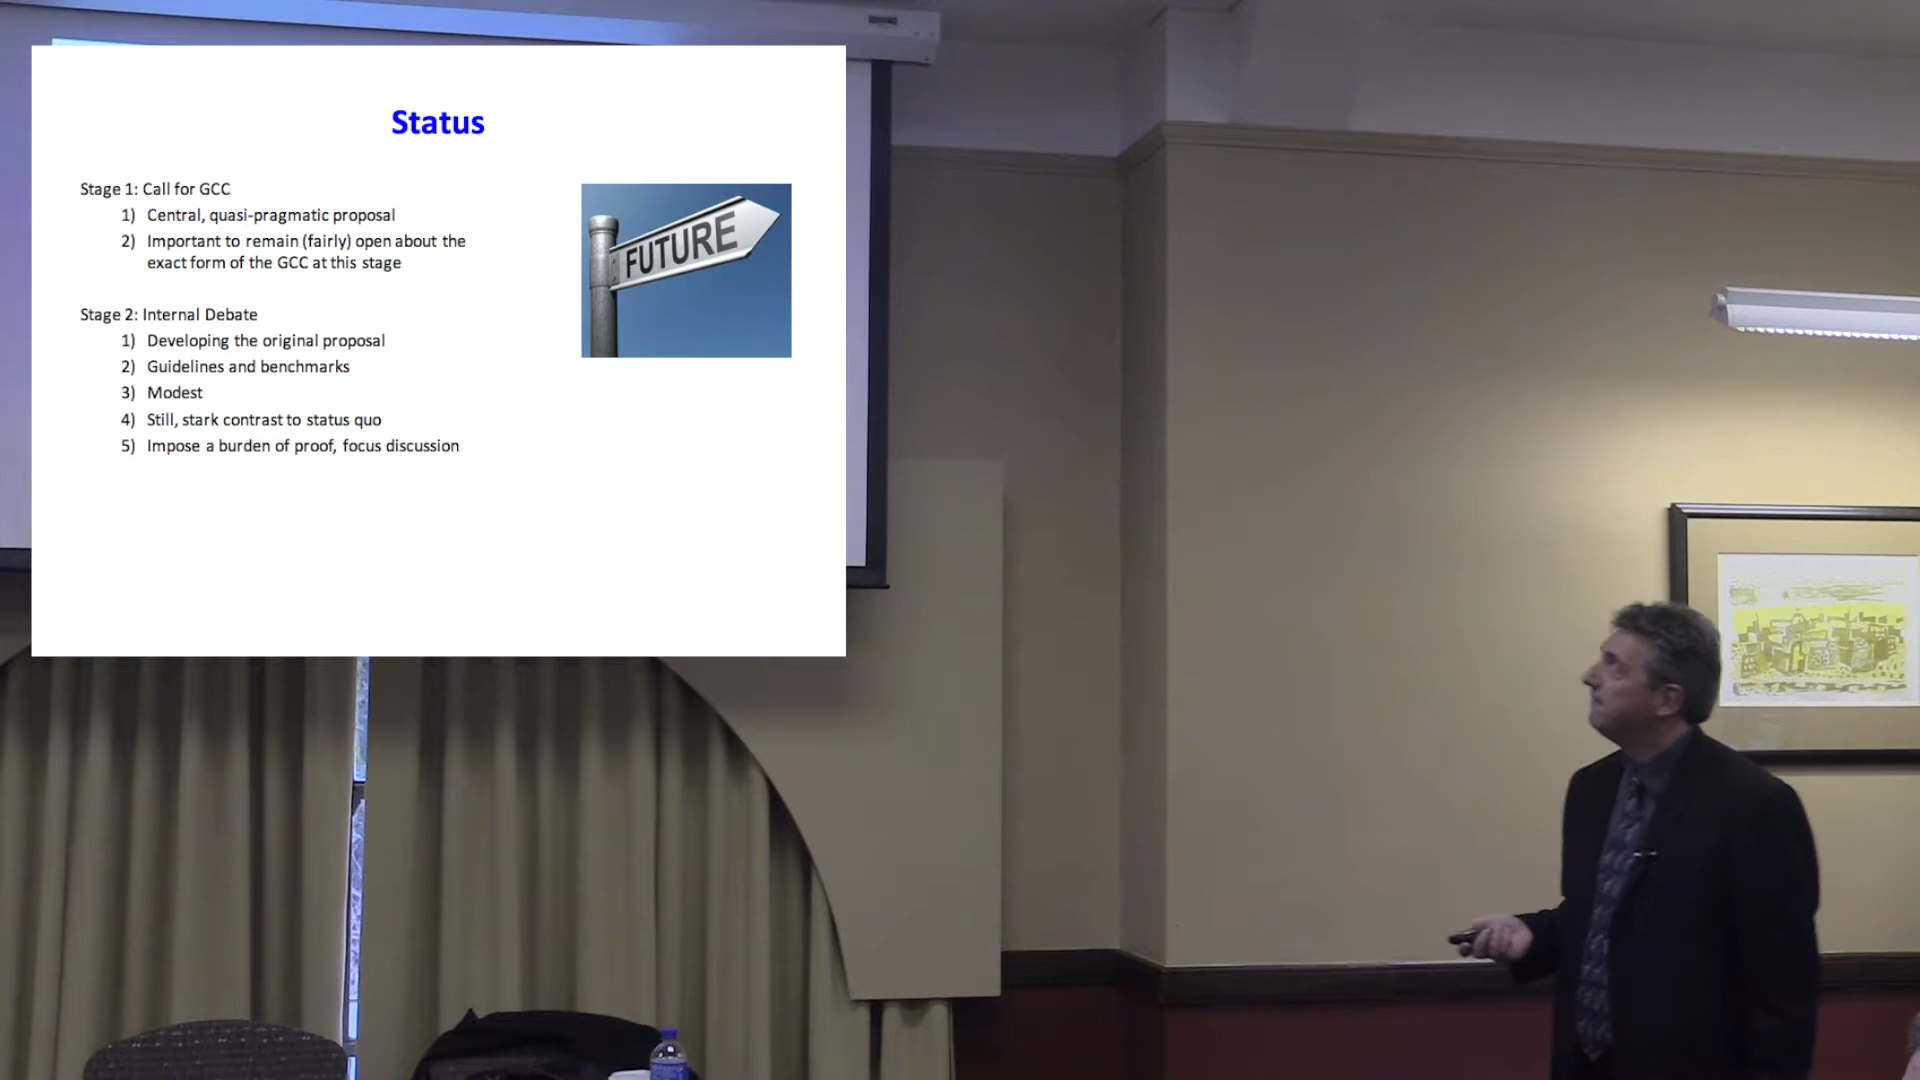 Status
Stage 1: Call for GCC
1) Central, quasi-pragmatic proposal
2) Important to remain (fairly) open about the
exact form of the GCC at this stage
FUTURE
Stage 2: Internal Debate
1) Developing the original proposal
2) Guidelines and benchmarks
3) Modest
4) Still, stark contrast to status quo
5) Impose a burden of proof, focus discussion